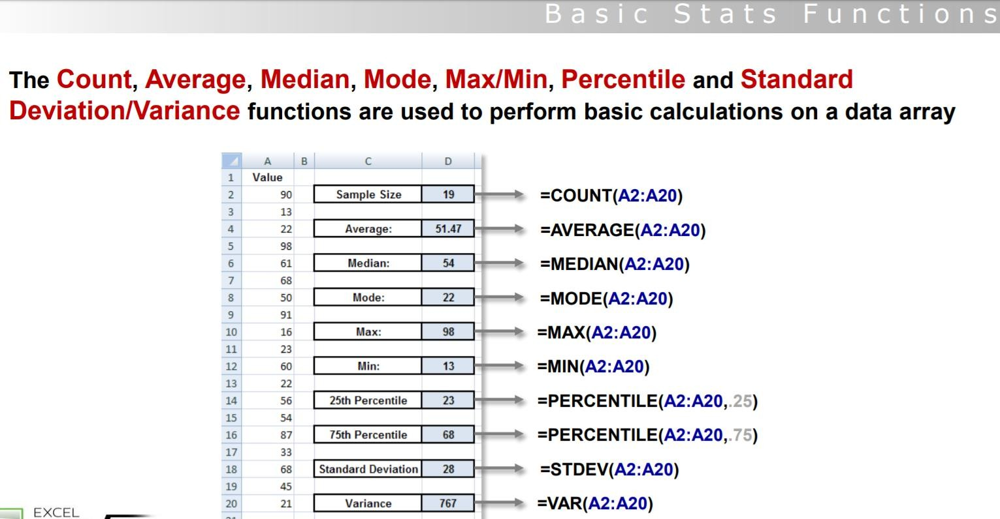 Basic Stats Functions
The Count, Average, Median, Mode, Max/Min, Percentile and Standard
Deviation/Variance functions are used to perform basic calculations on a data array
A B C D
1 Value
2 90 Sample Size 19 =COUNT(A2:A20)
3 13
4 22 Average: 51.47 =AVERAGE(A2:A20)
5 98
6 61 Median: 54 =MEDIAN(A2:A20)
7 68
8 50 Mode: 22 =MODE(A2:A20)
9 91
10 16 Max: 98 =MAX(A2:A20)
11 23
12 60 Min: 13 =MIN(A2:A20)
13 22
14 56 25th Percentile 23 =PERCENTILE(A2:A20,.25)
15 54
16 87 75th Percentile 68 =PERCENTILE(A2:A20,.75)
17 33
18 68 Standard Deviation 28 =STDEV(A2:A20)
19 45
20 21 Variance 767 =VAR(A2:A20)
EXCEL